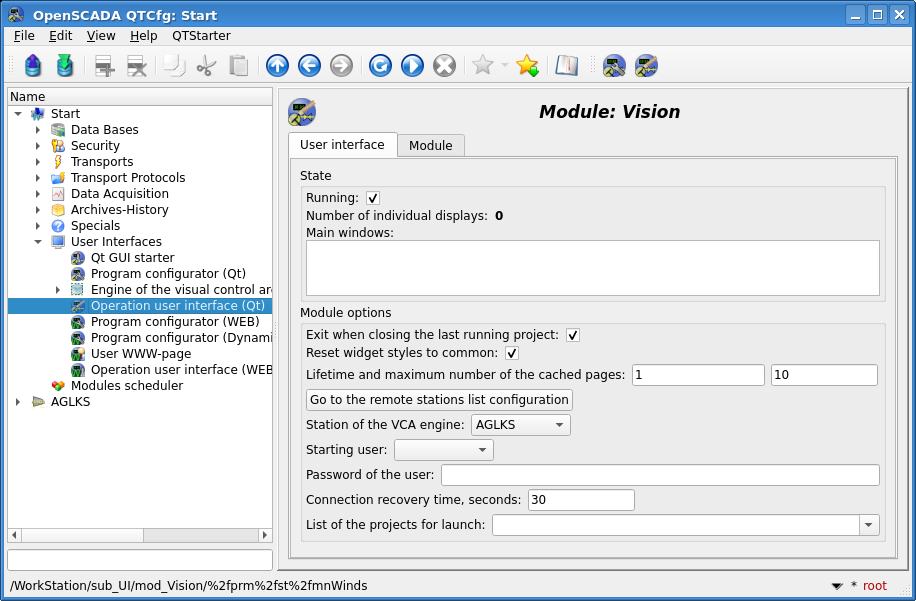 OpenSCADA QTCfg: Start
File Edit View Help QTStarter
Name
Start
Data Bases
Security
Transports
Transport Protocols
Data Acquisition
Archives-History
Specials
User Interfaces
Qt GUI starter
Program configurator (Qt)
Engine of the visual control ar
Operation user interface (Qt)
Program configurator (WEB)
Program configurator (Dynami
User WWW-page
Operation user interface (WEB
Modules scheduler
AGLKS
Module: Vision
User interface Module
State
Running:
Number of individual displays: 0
Main windows:
Module options
Exit when closing the last running project:
Reset widget styles to common:
Lifetime and maximum number of the cached pages: 1 10
Go to the remote stations list configuration
Station of the VCA engine: AGLKS
Starting user:
Password of the user:
Connection recovery time, seconds: 30
List of the projects for launch:
/WorkStation/sub_UI/mod_Vision/%2fprm%2fst%2fmnWinds * root